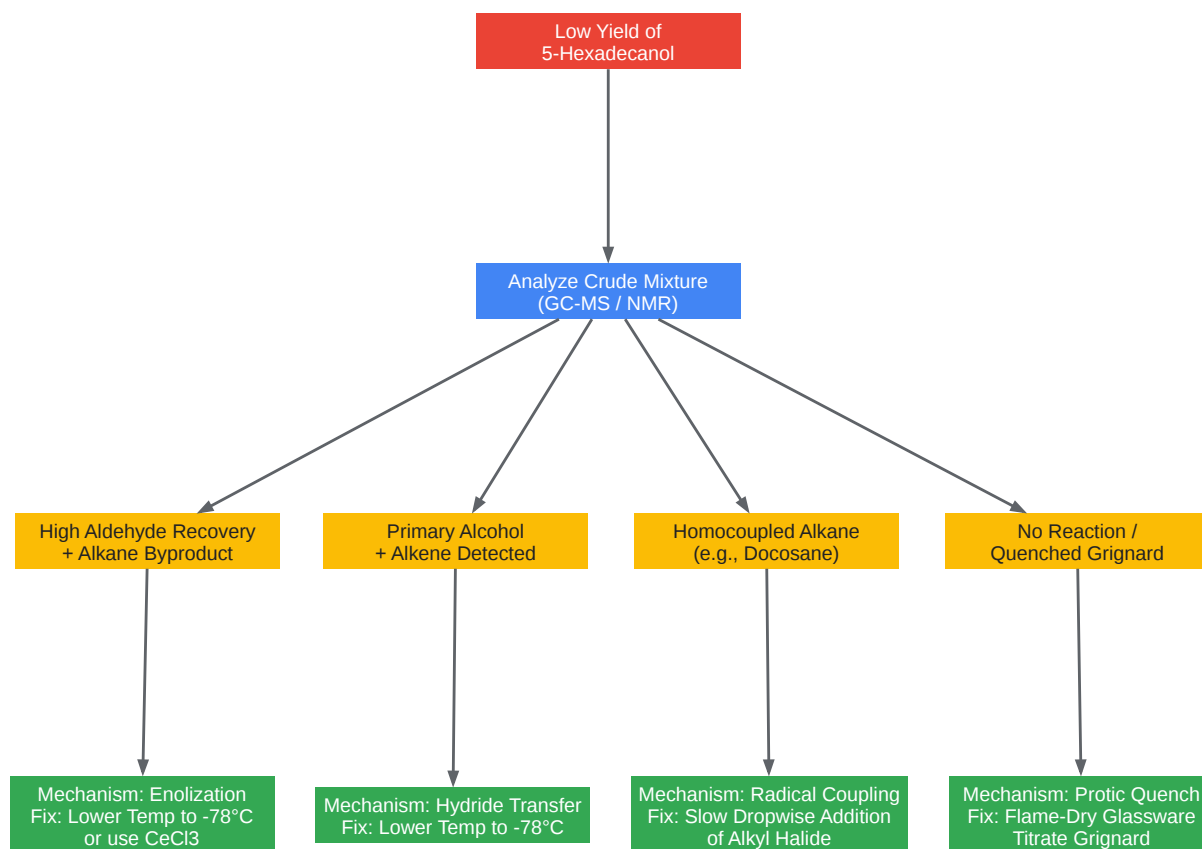 Low Yield of
5-Hexadecanol
Analyze Crude Mixture
(GC-MS / NMR)
High Aldehyde Recovery
+ Alkane Byproduct
Primary Alcohol
+ Alkene Detected
Homocoupled Alkane
(e.g., Docosane)
No Reaction /
Quenched Grignard
Mechanism: Enolization
Fix: Lower Temp to -78°C
or use CeCl3
Mechanism: Hydride Transfer
Fix: Lower Temp to -78°C
Mechanism: Radical Coupling
Fix: Slow Dropwise Addition
of Alkyl Halide
Mechanism: Protic Quench
Fix: Flame-Dry Glassware
Titrate Grignard